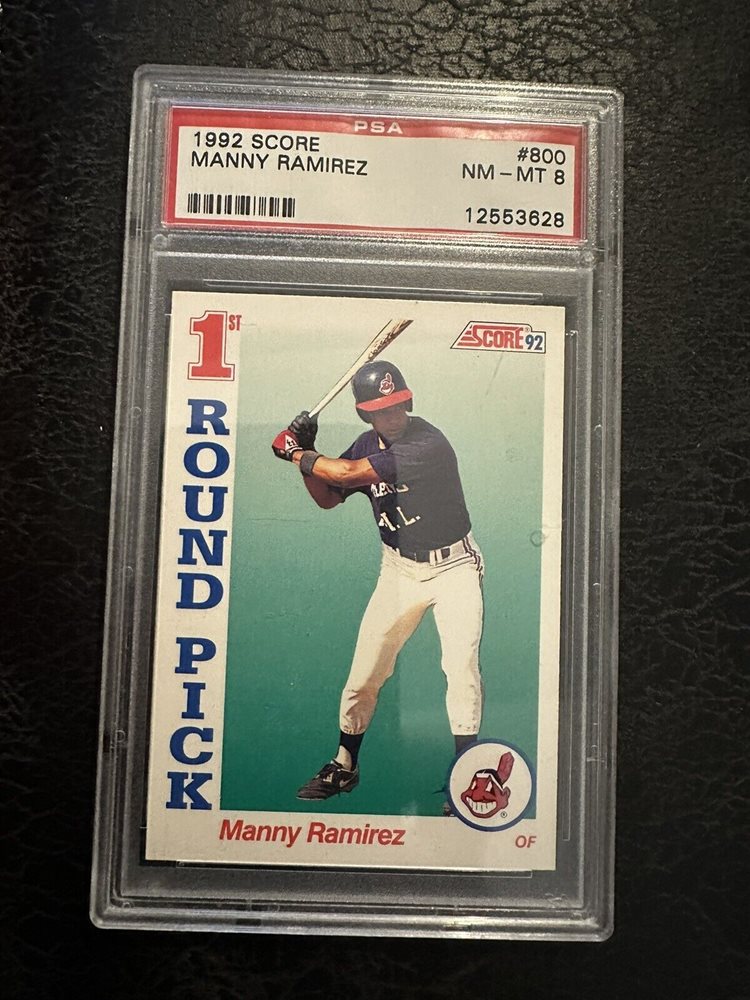 PSA
1992 SCORE
#800
MANNY RAMIREZ
NM - MT 8
12553628
1ST
ROUND PICK
SCORE® 92
Manny Ramirez
OF